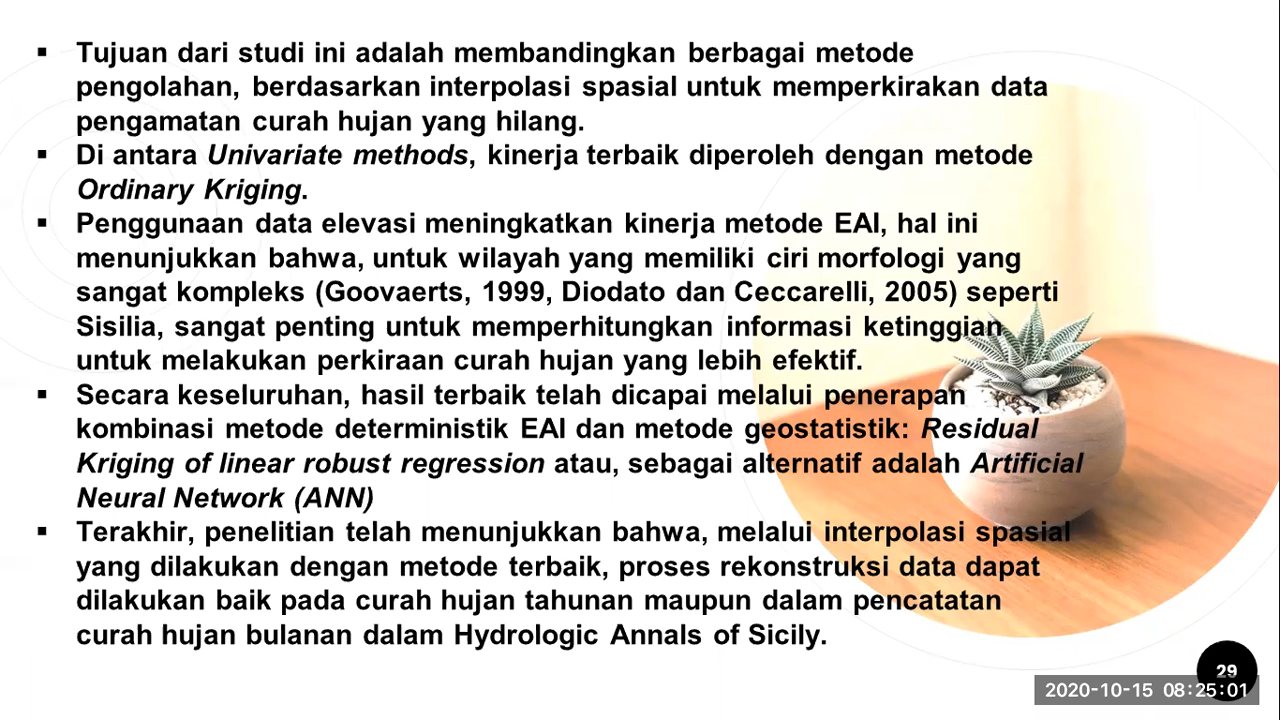 ▪ Tujuan dari studi ini adalah membandingkan berbagai metode
pengolahan, berdasarkan interpolasi spasial untuk memperkirakan data
pengamatan curah hujan yang hilang.
▪ Di antara Univariate methods, kinerja terbaik diperoleh dengan metode
Ordinary Kriging.
▪ Penggunaan data elevasi meningkatkan kinerja metode EAI, hal ini
menunjukkan bahwa, untuk wilayah yang memiliki ciri morfologi yang
sangat kompleks (Goovaerts, 1999, Diodato dan Ceccarelli, 2005) seperti
Sisilia, sangat penting untuk memperhitungkan informasi ketinggian
untuk melakukan perkiraan curah hujan yang lebih efektif.
▪ Secara keseluruhan, hasil terbaik telah dicapai melalui penerapan
kombinasi metode deterministik EAI dan metode geostatistik: Residual
Kriging of linear robust regression atau, sebagai alternatif adalah Artificial
Neural Network (ANN)
▪ Terakhir, penelitian telah menunjukkan bahwa, melalui interpolasi spasial
yang dilakukan dengan metode terbaik, proses rekonstruksi data dapat
dilakukan baik pada curah hujan tahunan maupun dalam pencatatan
curah hujan bulanan dalam Hydrologic Annals of Sicily.
29
2020-10-15 08:25:01